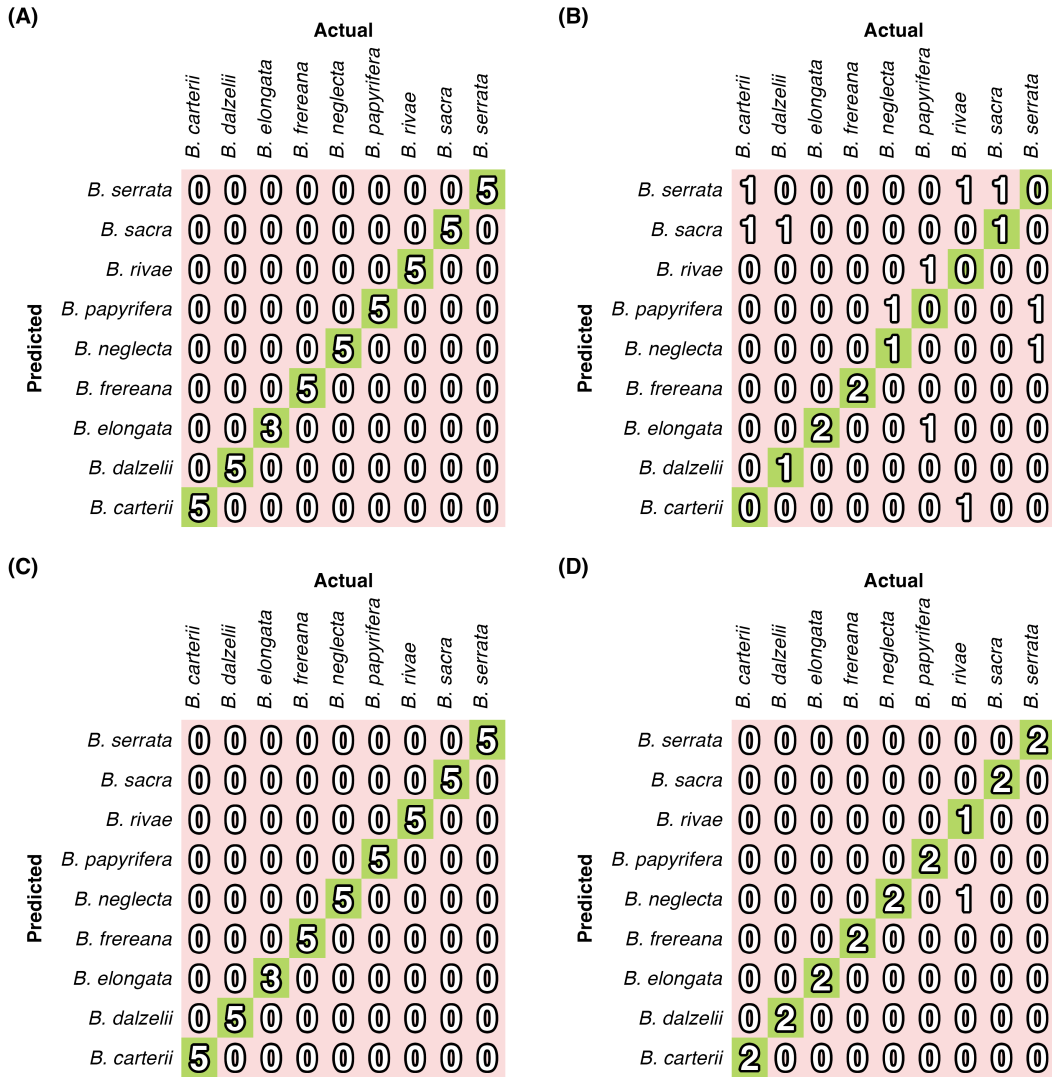 (A)
Actual
B. carterii
B. dalzelii
B. elongata
B. frereana
B. neglecta
B. papyrifera
B. rivae
B. sacra
B. serrata
Predicted
B. serrata 0 0 0 0 0 0 0 0 5
B. sacra 0 0 0 0 0 0 0 5 0
B. rivae 0 0 0 0 0 0 5 0 0
B. papyrifera 0 0 0 0 0 5 0 0 0
B. neglecta 0 0 0 0 5 0 0 0 0
B. frereana 0 0 0 5 0 0 0 0 0
B. elongata 0 0 3 0 0 0 0 0 0
B. dalzelii 0 5 0 0 0 0 0 0 0
B. carterii 5 0 0 0 0 0 0 0 0
(B)
Actual
B. carterii
B. dalzelii
B. elongata
B. frereana
B. neglecta
B. papyrifera
B. rivae
B. sacra
B. serrata
Predicted
B. serrata 1 0 0 0 0 0 1 1 0
B. sacra 1 1 0 0 0 0 0 1 0
B. rivae 0 0 0 0 0 1 0 0 0
B. papyrifera 0 0 0 0 1 0 0 0 1
B. neglecta 0 0 0 0 1 0 0 0 1
B. frereana 0 0 0 2 0 0 0 0 0
B. elongata 0 0 2 0 0 1 0 0 0
B. dalzelii 0 1 0 0 0 0 0 0 0
B. carterii 0 0 0 0 0 0 1 0 0
(C)
Actual
B. carterii
B. dalzelii
B. elongata
B. frereana
B. neglecta
B. papyrifera
B. rivae
B. sacra
B. serrata
Predicted
B. serrata 0 0 0 0 0 0 0 0 5
B. sacra 0 0 0 0 0 0 0 5 0
B. rivae 0 0 0 0 0 0 5 0 0
B. papyrifera 0 0 0 0 0 5 0 0 0
B. neglecta 0 0 0 0 5 0 0 0 0
B. frereana 0 0 0 5 0 0 0 0 0
B. elongata 0 0 3 0 0 0 0 0 0
B. dalzelii 0 5 0 0 0 0 0 0 0
B. carterii 5 0 0 0 0 0 0 0 0
(D)
Actual
B. carterii
B. dalzelii
B. elongata
B. frereana
B. neglecta
B. papyrifera
B. rivae
B. sacra
B. serrata
Predicted
B. serrata 0 0 0 0 0 0 0 0 2
B. sacra 0 0 0 0 0 0 0 2 0
B. rivae 0 0 0 0 0 0 1 0 0
B. papyrifera 0 0 0 0 0 2 0 0 0
B. neglecta 0 0 0 0 2 0 1 0 0
B. frereana 0 0 0 2 0 0 0 0 0
B. elongata 0 0 2 0 0 0 0 0 0
B. dalzelii 0 2 0 0 0 0 0 0 0
B. carterii 2 0 0 0 0 0 0 0 0